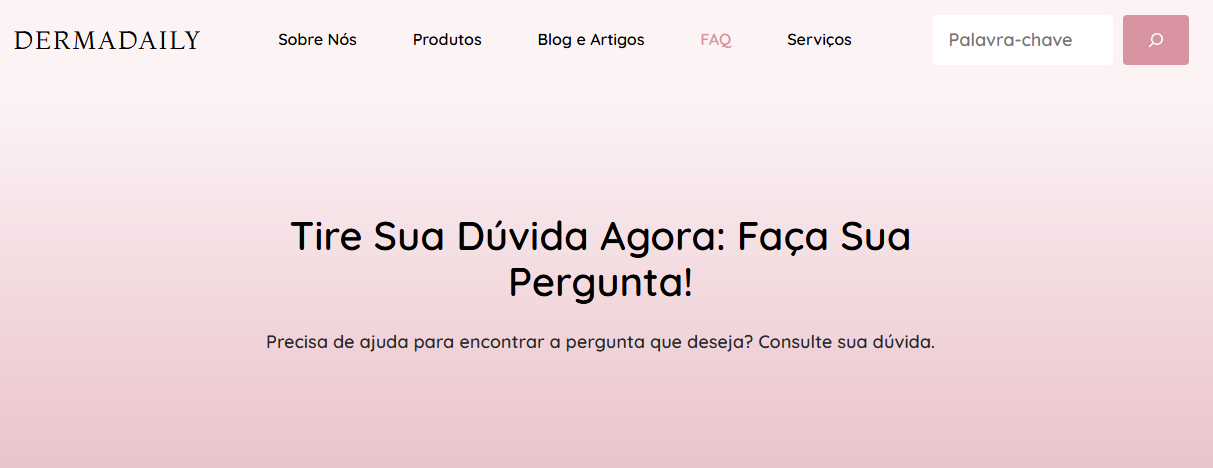 DERMADAILY
Sobre Nós
Produtos
Blog e Artigos
FAQ
Serviços
Palavra-chave
Tire Sua Dúvida Agora: Faça Sua
Pergunta!
Precisa de ajuda para encontrar a pergunta que deseja? Consulte sua dúvida.